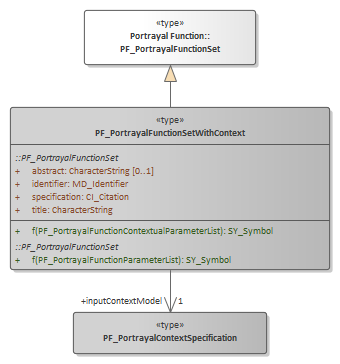 «type»
Portrayal Function::
PF_PortrayalFunctionSet
«type»
PF_PortrayalFunctionSetWithContext
::PF_PortrayalFunctionSet
+ abstract: CharacterString [0..1]
+ identifier: MD_Identifier
+ specification: CI_Citation
+ title: CharacterString
+ f(PF_PortrayalFunctionContextualParameterList): SY_Symbol
::PF_PortrayalFunctionSet
+ f(PF_PortrayalFunctionParameterList): SY_Symbol
+inputContextModel 1
«type»
PF_PortrayalContextSpecification